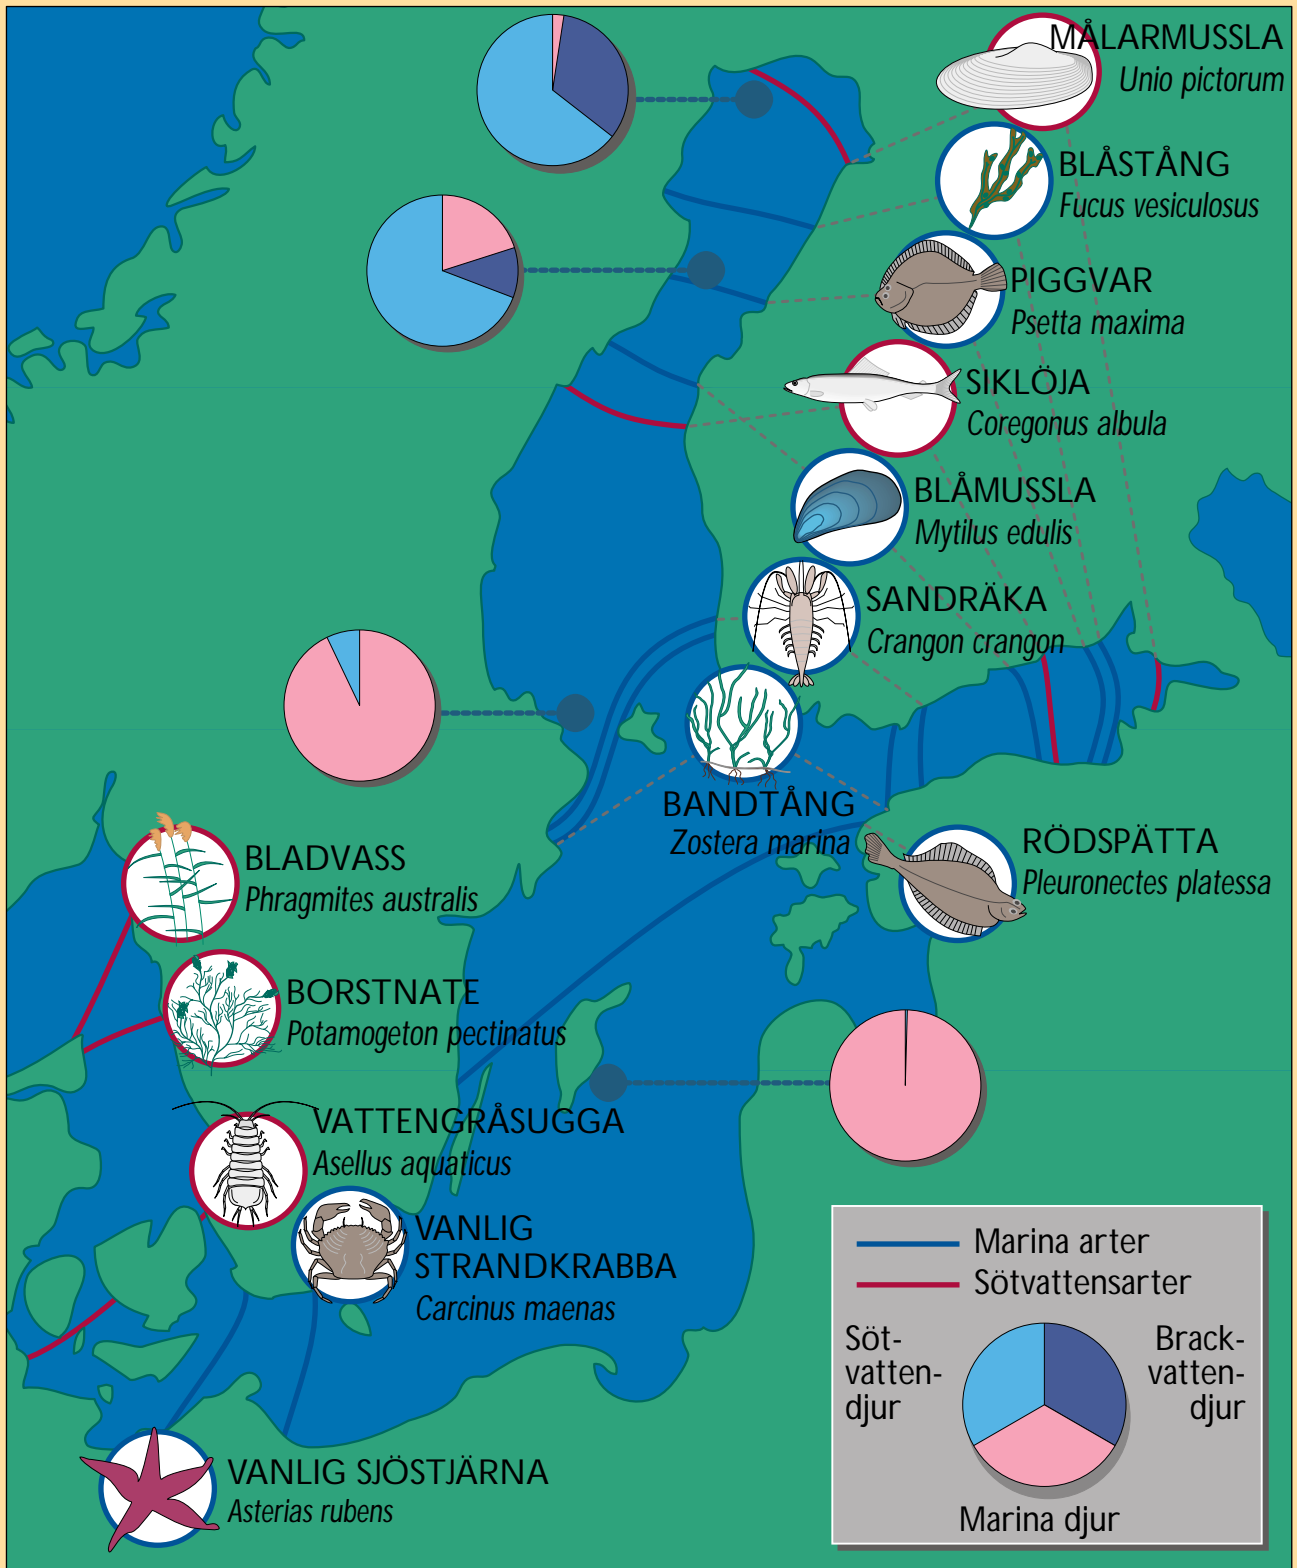 MÅLARMUSSLA
Unio pictorum
BLÅSTÅNG
Fucus vesiculosus
PIGGVAR
Psetta maxima
SIKLÖJA
Coregonus albula
BLÅMUSSLA
Mytilus edulis
SANDRÄKA
Crangon crangon
BANDTÅNG
Zostera marina
RÖDSPÄTTA
Pleuronectes platessa
BLADVASS
Phragmites australis
BORSTNATE
Potamogeton pectinatus
VATTENGRÅSUGGA
Asellus aquaticus
VANLIG
STRANDKRABBA
Carcinus maenas
VANLIG SJÖSTJÄRNA
Asterias rubens
Marina arter
Sötvattensarter
Söt-
vatten-
djur
Brack-
vatten-
djur
Marina djur